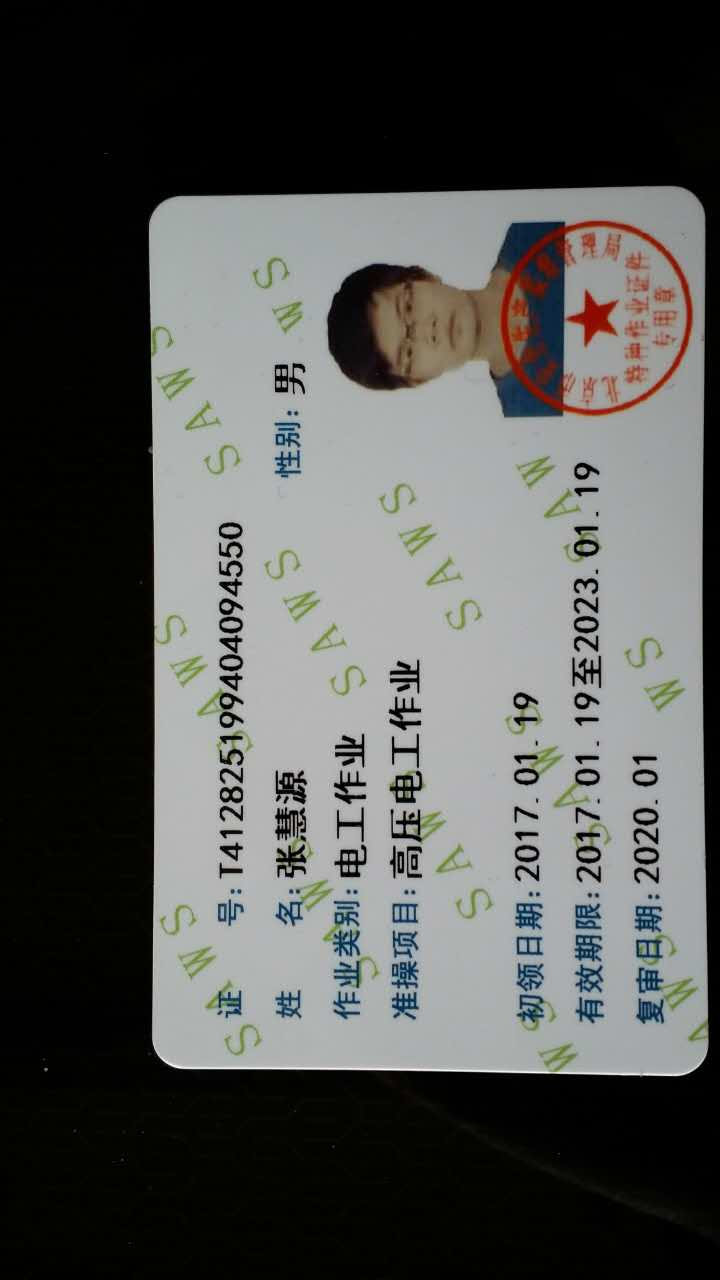 证 号:T412825199404094550
姓 名:张慧源 性别:男
作业类别:电工作业
准操项目:高压电工作业
初领日期:2017.01.19
有效期限:2017.01.19至2023.01.19
复审日期:2020.01
特种作业证件
专用章
SAWS